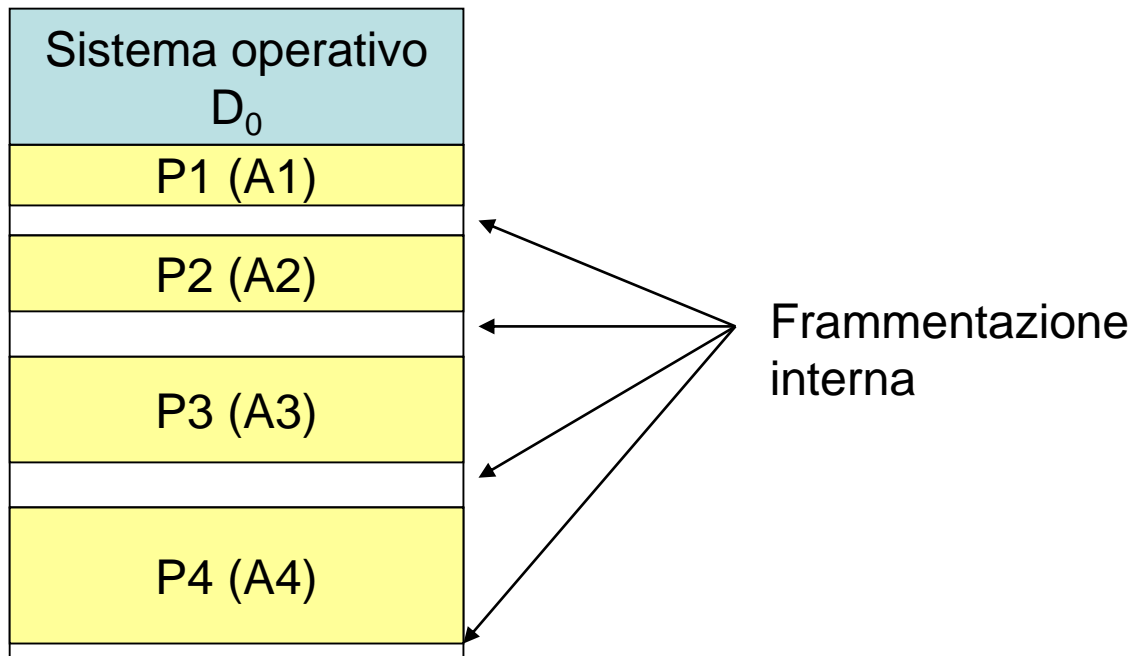 Sistema operativo
D₀
P1 (A1)
P2 (A2)
Frammentazione
interna
P3 (A3)
P4 (A4)